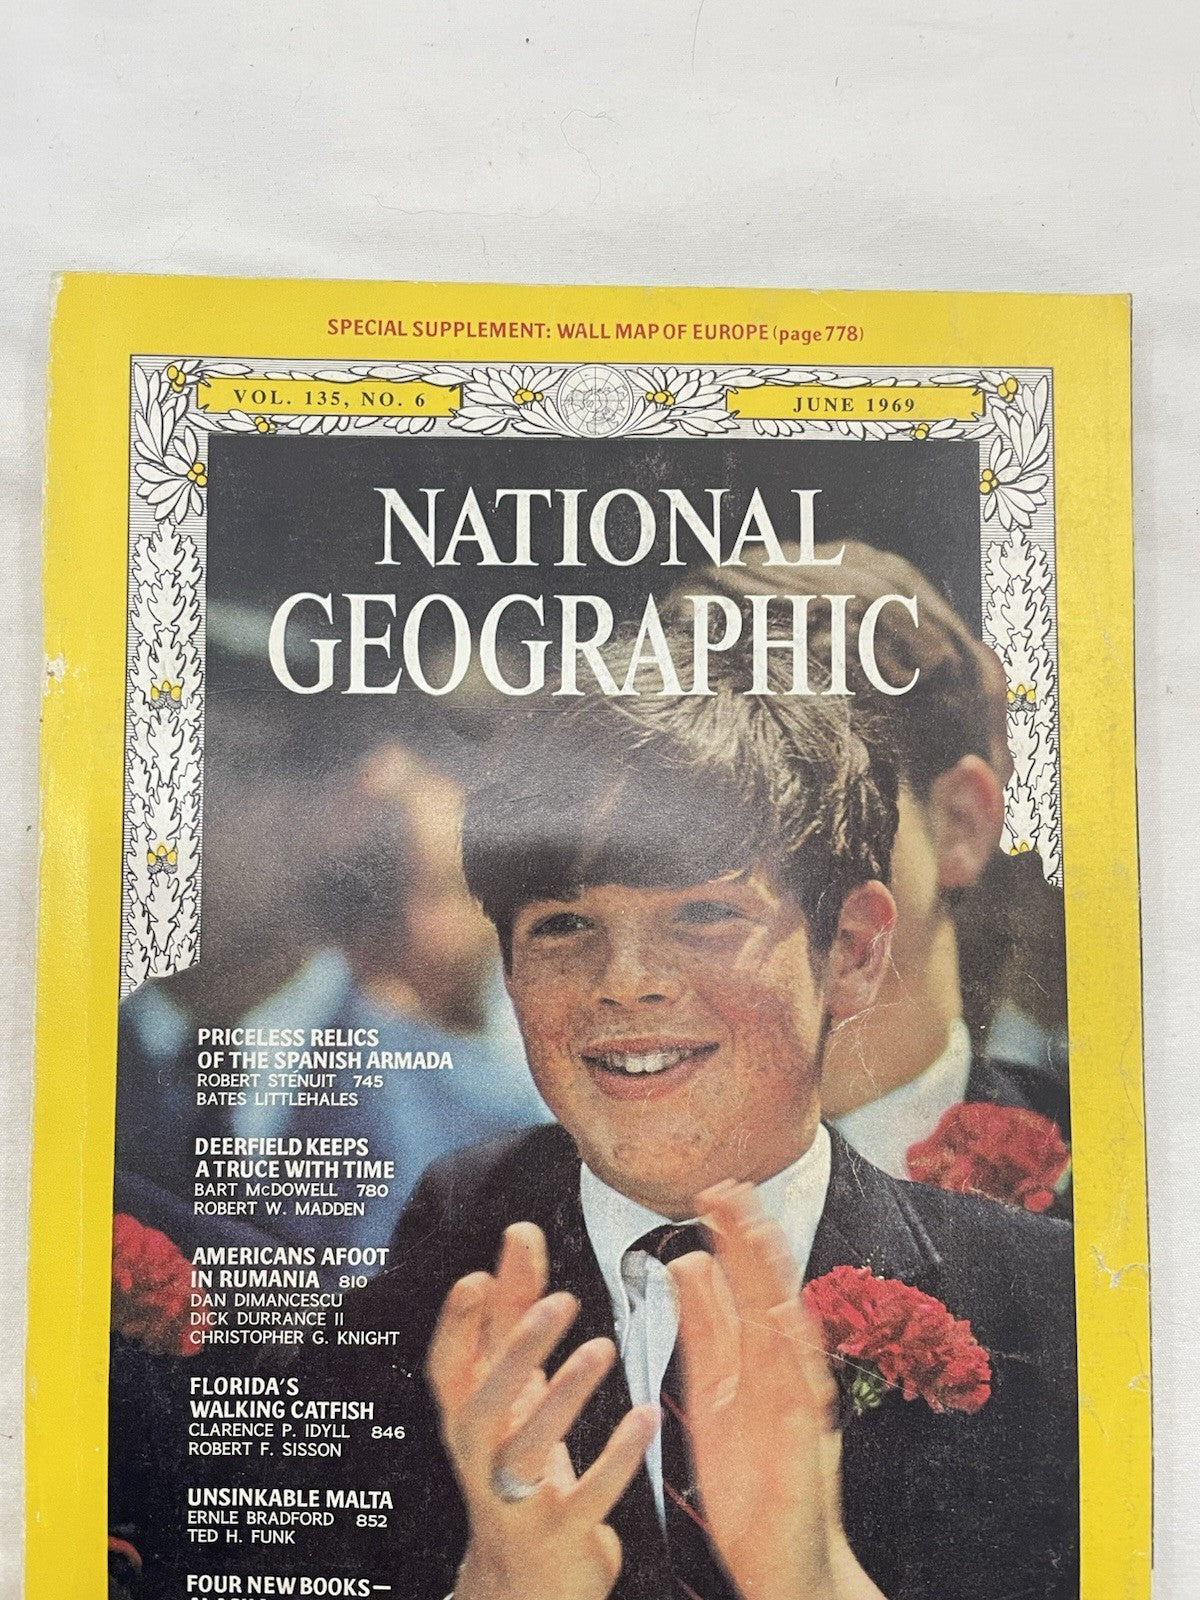 SPECIAL SUPPLEMENT: WALL MAP OF EUROPE (page 778)
VOL. 135, NO. 6
JUNE 1969
NATIONAL
GEOGRAPHIC
PRICELESS RELICS
OF THE SPANISH ARMADA
ROBERT STÉNUIT 745
BATES LITTLEHALES
DEERFIELD KEEPS
A TRUCE WITH TIME
BART McDOWELL 780
ROBERT W. MADDEN
AMERICANS AFOOT
IN RUMANIA 810
DAN DIMANCESCU
DICK DURRANCE II
CHRISTOPHER G. KNIGHT
FLORIDA'S
WALKING CATFISH
CLARENCE P. IDYLL 846
ROBERT F. SISSON
UNSINKABLE MALTA
ERNLE BRADFORD 852
TED H. FUNK
FOUR NEW BOOKS—